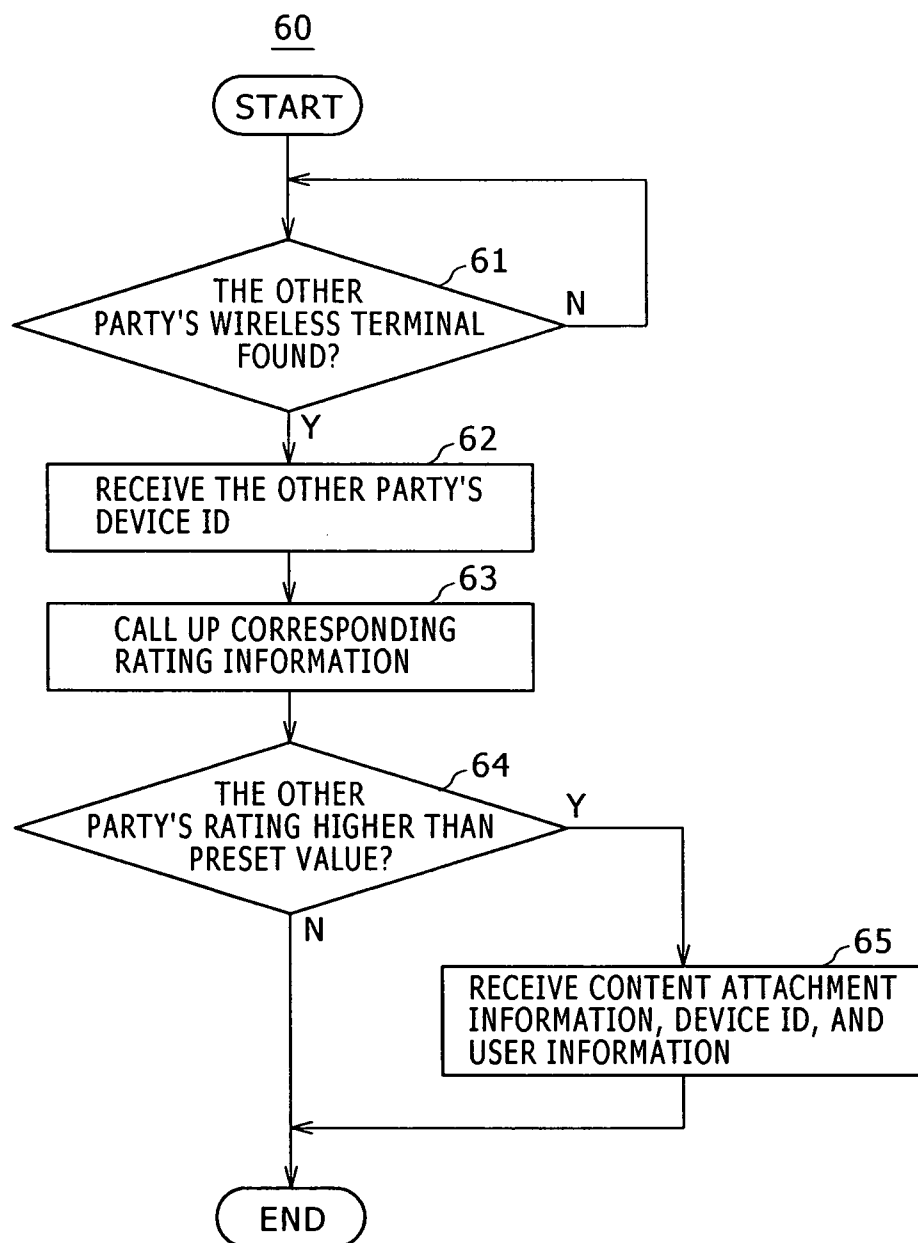 60
START
61
THE OTHER
PARTY'S WIRELESS TERMINAL
FOUND?
N
Y
62
RECEIVE THE OTHER PARTY'S
DEVICE ID
63
CALL UP CORRESPONDING
RATING INFORMATION
64
THE OTHER
PARTY'S RATING HIGHER THAN
PRESET VALUE?
Y
N
65
RECEIVE CONTENT ATTACHMENT
INFORMATION, DEVICE ID, AND
USER INFORMATION
END